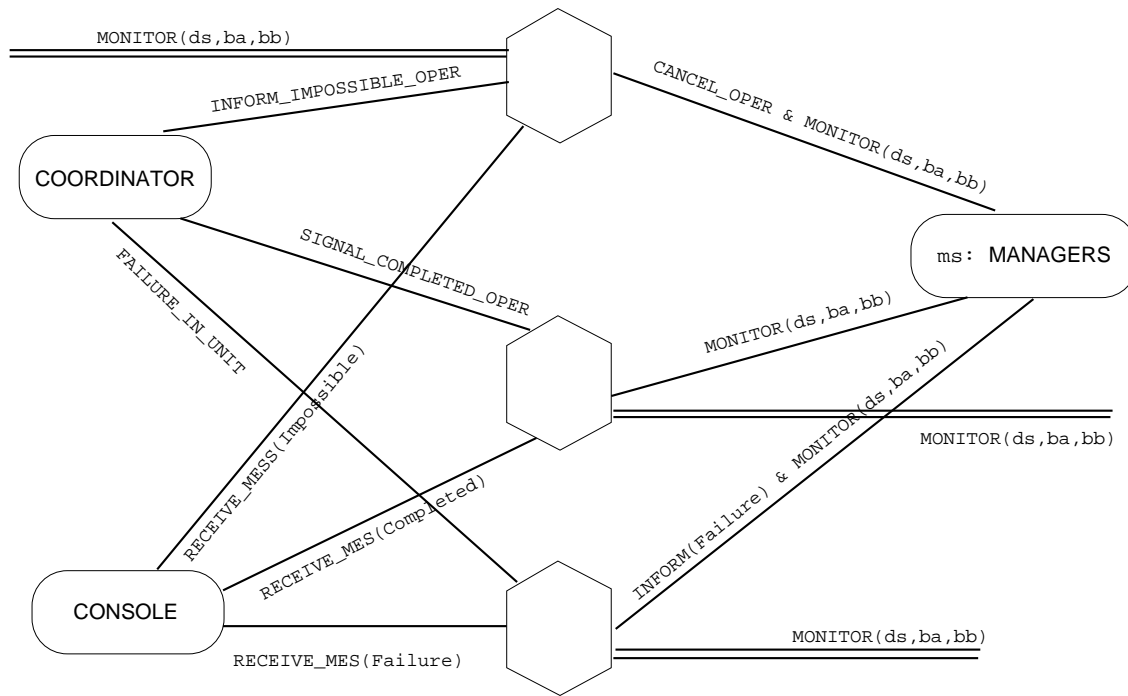 MONITOR(ds,ba,bb)
INFORM_IMPOSSIBLE_OPER
CANCEL_OPER & MONITOR(ds,ba,bb)
COORDINATOR
SIGNAL_COMPLETED_OPER
ms: MANAGERS
FAILURE_IN_UNIT
MONITOR(ds,ba,bb)
RECEIVE_MESS(Impossible)
MONITOR(ds,ba,bb)
RECEIVE_MES(Completed)
INFORM(Failure) & MONITOR(ds,ba,bb)
CONSOLE
MONITOR(ds,ba,bb)
RECEIVE_MES(Failure)